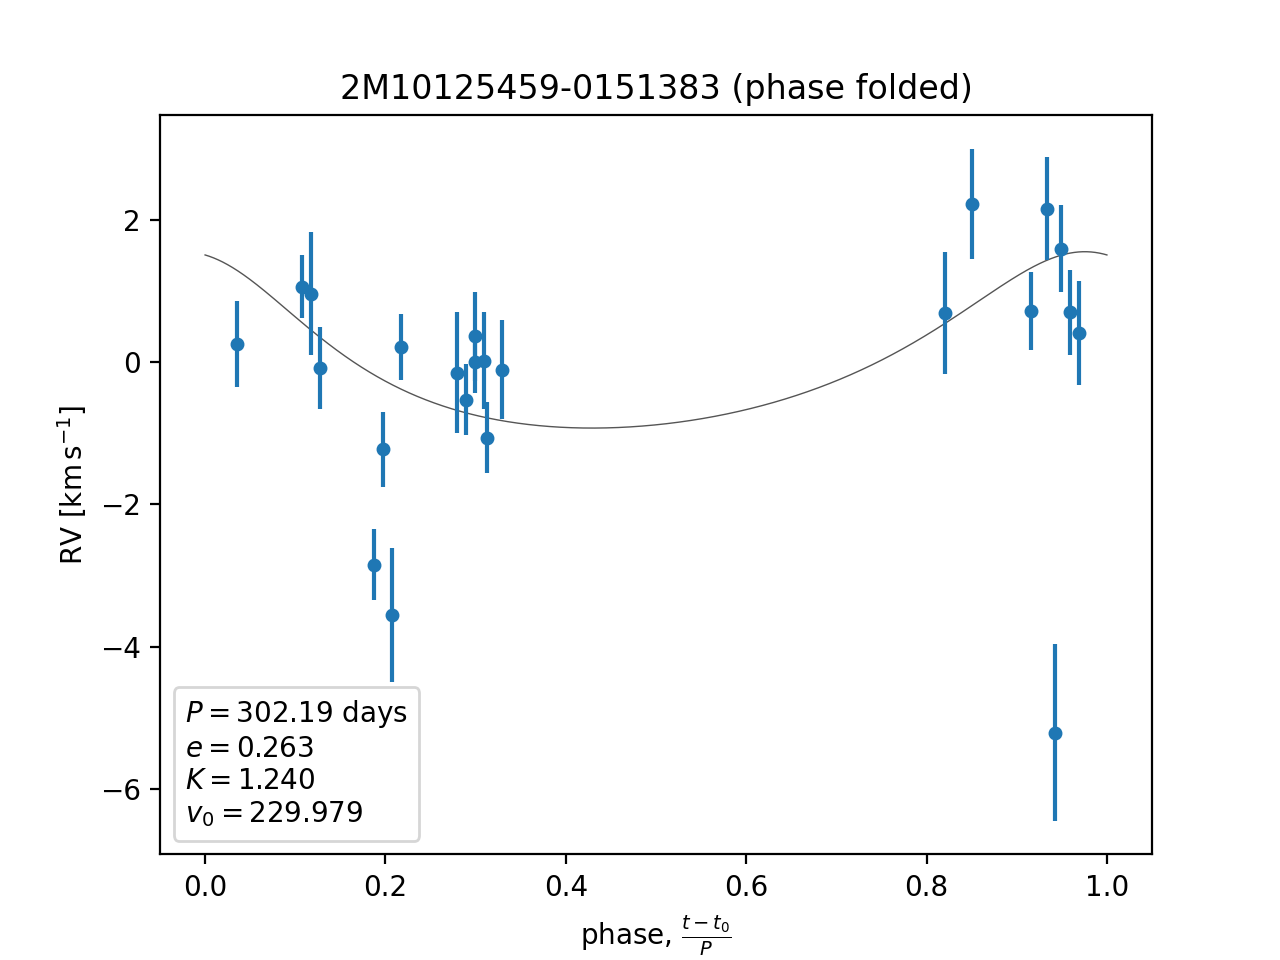 2M10125459-0151383 (phase folded)
RV [km s⁻¹]
2
0
−2
−4
−6
P = 302.19 days
e = 0.263
K = 1.240
v₀ = 229.979
0.0 0.2 0.4 0.6 0.8 1.0
phase, (t − t₀)/P